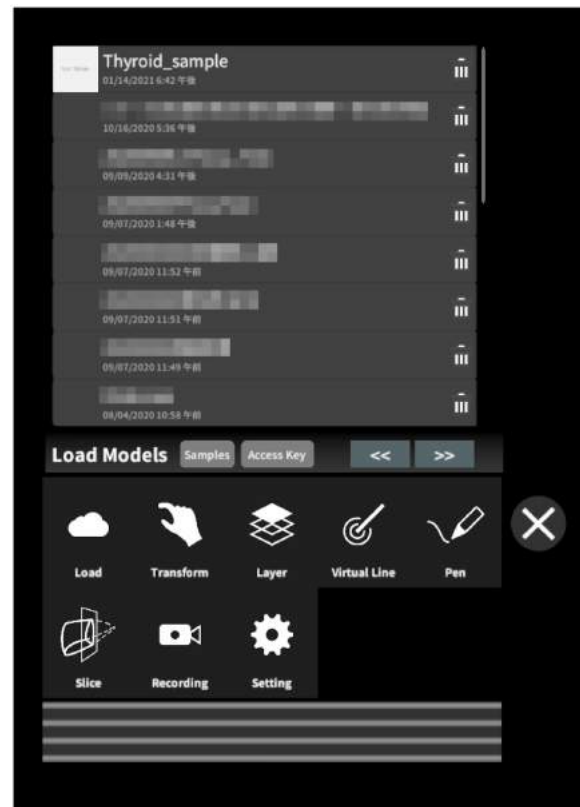 Thyroid_sample
01/14/2021 6:42 午後
10/16/2020 5:36 午後
09/09/2020 4:31 午後
09/07/2020 1:48 午後
09/07/2020 11:52 午前
09/07/2020 11:51 午前
09/07/2020 11:49 午前
08/04/2020 10:58 午前
Load Models Samples Access Key << >>
Load Transform Layer Virtual Line Pen
Slice Recording Setting